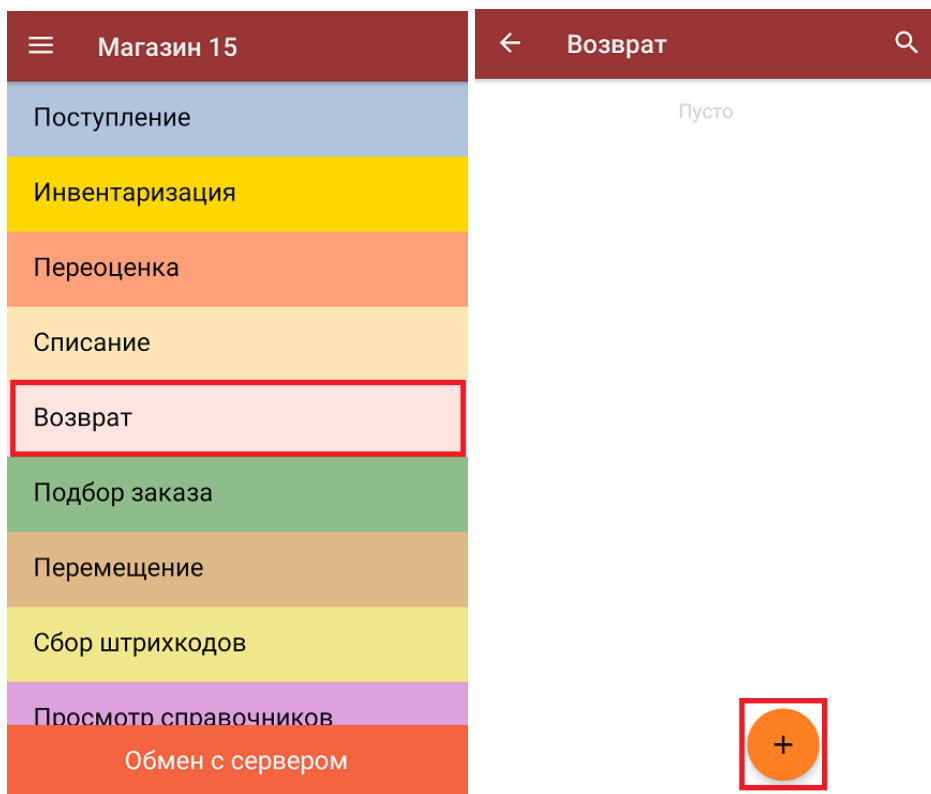 Магазин 15
Поступление
Инвентаризация
Переоценка
Списание
Возврат
Подбор заказа
Перемещение
Сбор штрихкодов
Просмотр справочников
Обмен с сервером
Возврат
Пусто
+